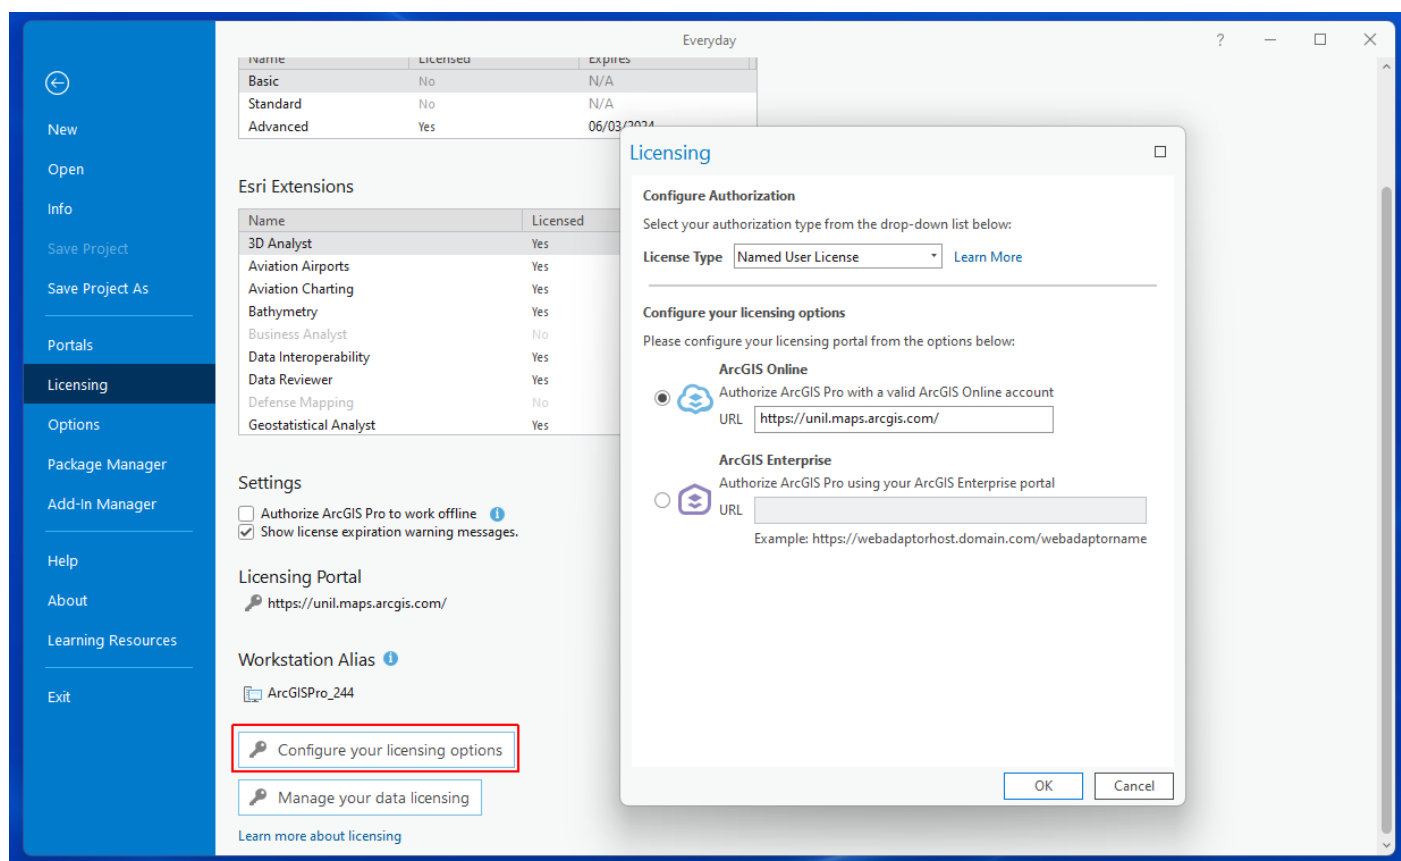 Everyday
?
New
Open
Info
Save Project
Save Project As
Portals
Licensing
Options
Package Manager
Add-In Manager
Help
About
Learning Resources
Exit
Name Licensed Expires
Basic No N/A
Standard No N/A
Advanced Yes 06/03/2024
Esri Extensions
Name Licensed
3D Analyst Yes
Aviation Airports Yes
Aviation Charting Yes
Bathymetry Yes
Business Analyst No
Data Interoperability Yes
Data Reviewer Yes
Defense Mapping No
Geostatistical Analyst Yes
Settings
Authorize ArcGIS Pro to work offline
Show license expiration warning messages.
Licensing Portal
https://unil.maps.arcgis.com/
Workstation Alias
ArcGISPro_244
Configure your licensing options
Manage your data licensing
Learn more about licensing
Licensing
Configure Authorization
Select your authorization type from the drop-down list below:
License Type Named User License Learn More
Configure your licensing options
Please configure your licensing portal from the options below:
ArcGIS Online
Authorize ArcGIS Pro with a valid ArcGIS Online account
URL https://unil.maps.arcgis.com/
ArcGIS Enterprise
Authorize ArcGIS Pro using your ArcGIS Enterprise portal
URL
Example: https://webadaptorhost.domain.com/webadaptorname
OK Cancel